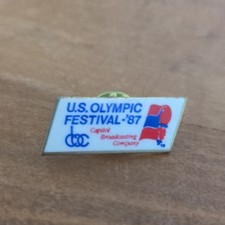 U.S. OLYMPIC
FESTIVAL-'87
cbc Capitol
Broadcasting
Company